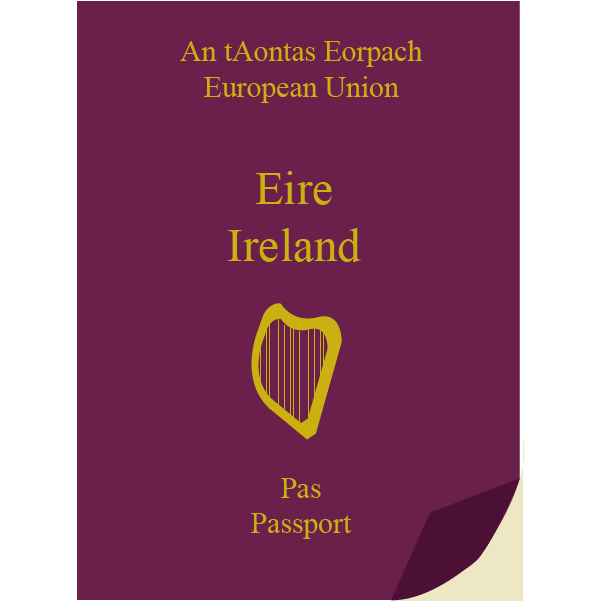 An tAontas Eorpach
European Union
Eire
Ireland
Pas
Passport